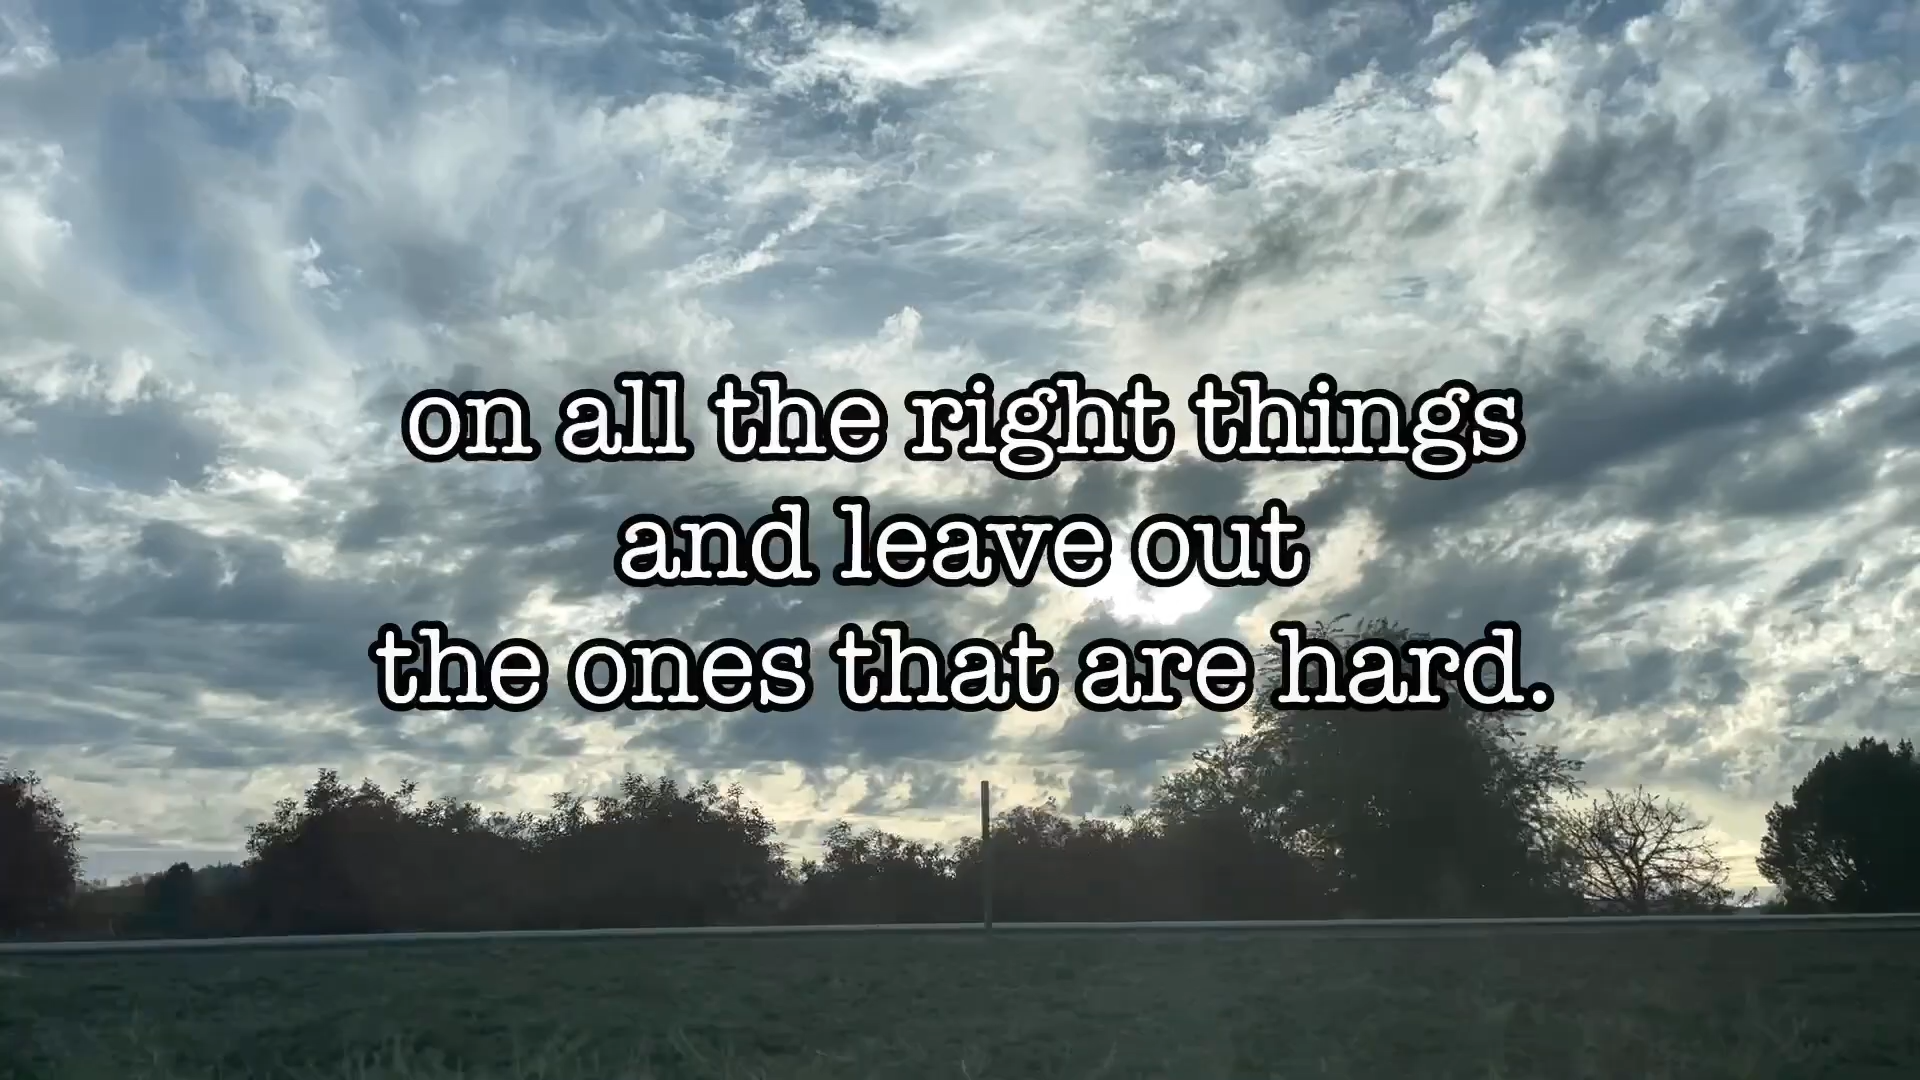 on all the right things
and leave out
the ones that are hard.